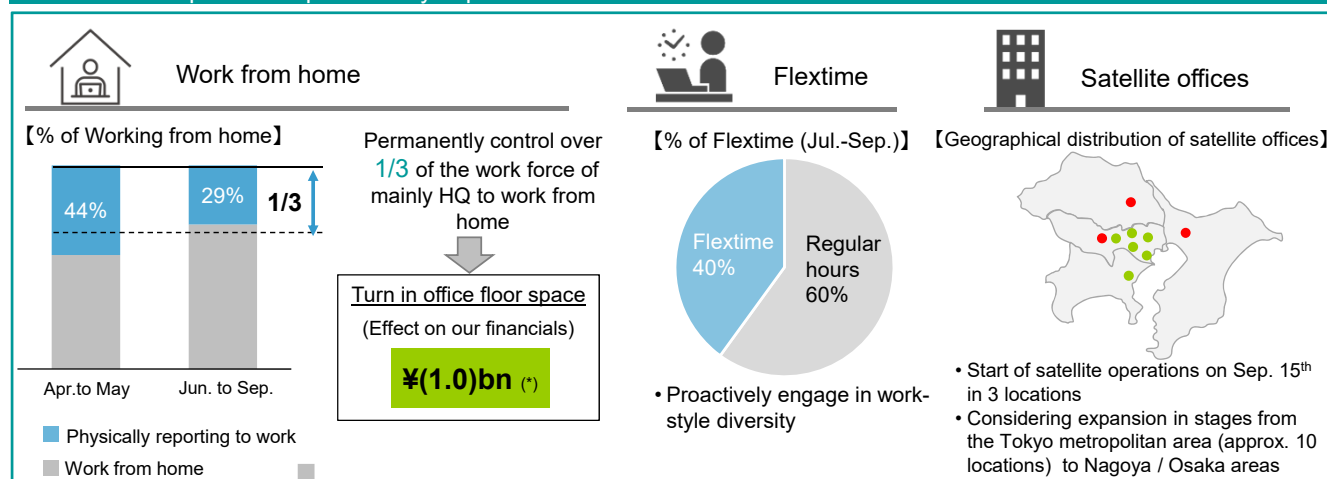 Work from home
【% of Working from home】
44%
29%
1/3
Apr.to May
Jun. to Sep.
Physically reporting to work
Work from home
Permanently control over
1/3 of the work force of
mainly HQ to work from
home
Turn in office floor space
(Effect on our financials)
¥(1.0)bn (*)
Flextime
【% of Flextime (Jul.-Sep.)】
Flextime
40%
Regular
hours
60%
• Proactively engage in work-
style diversity
Satellite offices
【Geographical distribution of satellite offices】
• Start of satellite operations on Sep. 15th
in 3 locations
• Considering expansion in stages from
the Tokyo metropolitan area (approx. 10
locations) to Nagoya / Osaka areas